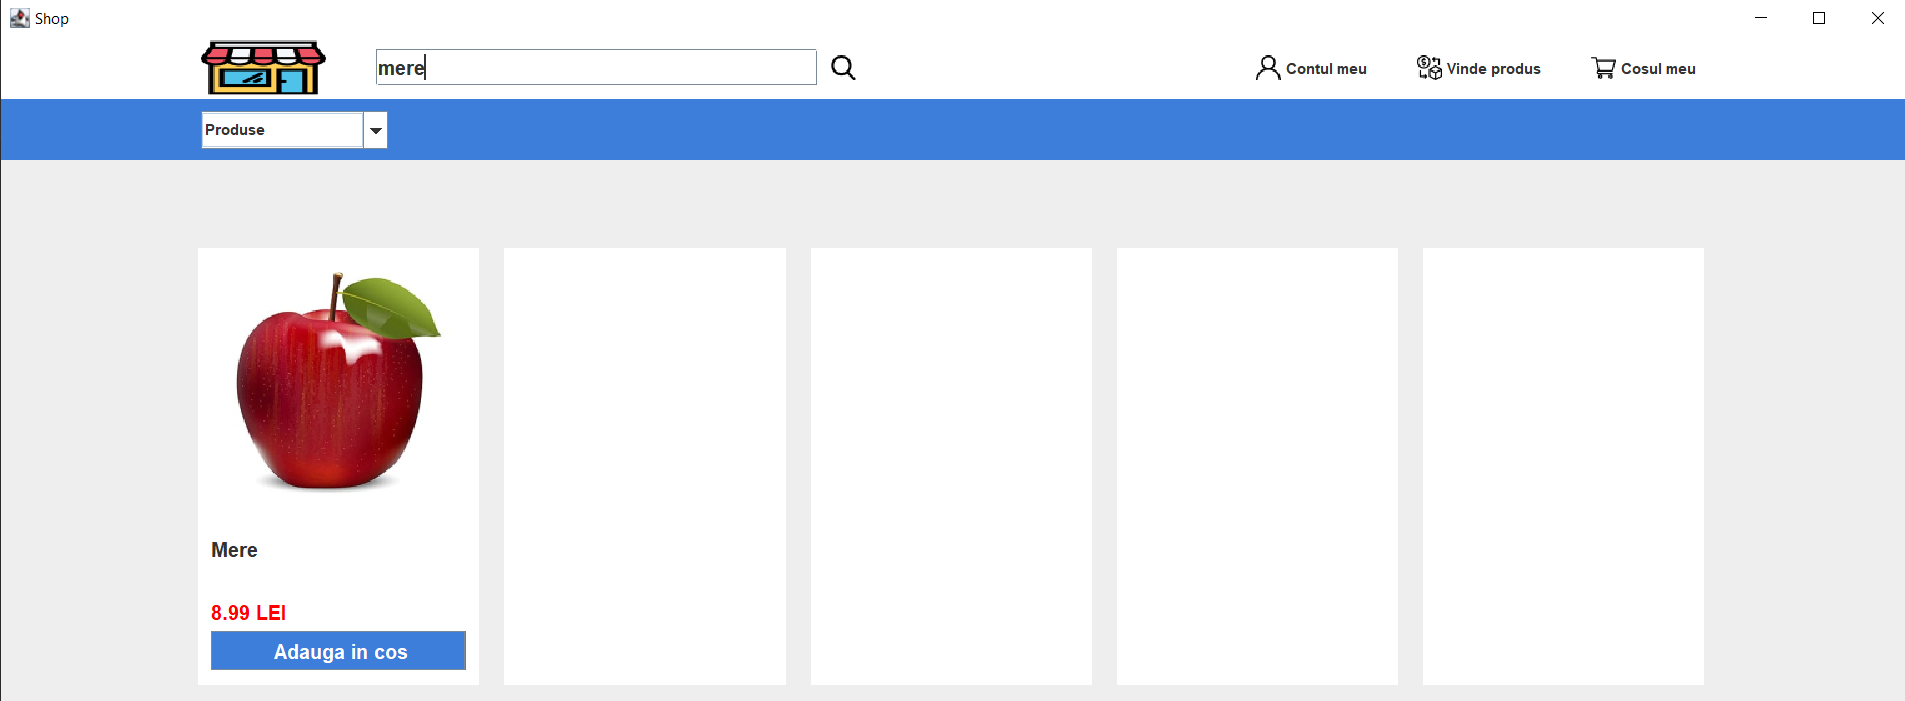 Shop
mere
Contul meu
Vinde produs
Cosul meu
Produse
Mere
8.99 LEI
Adauga in cos